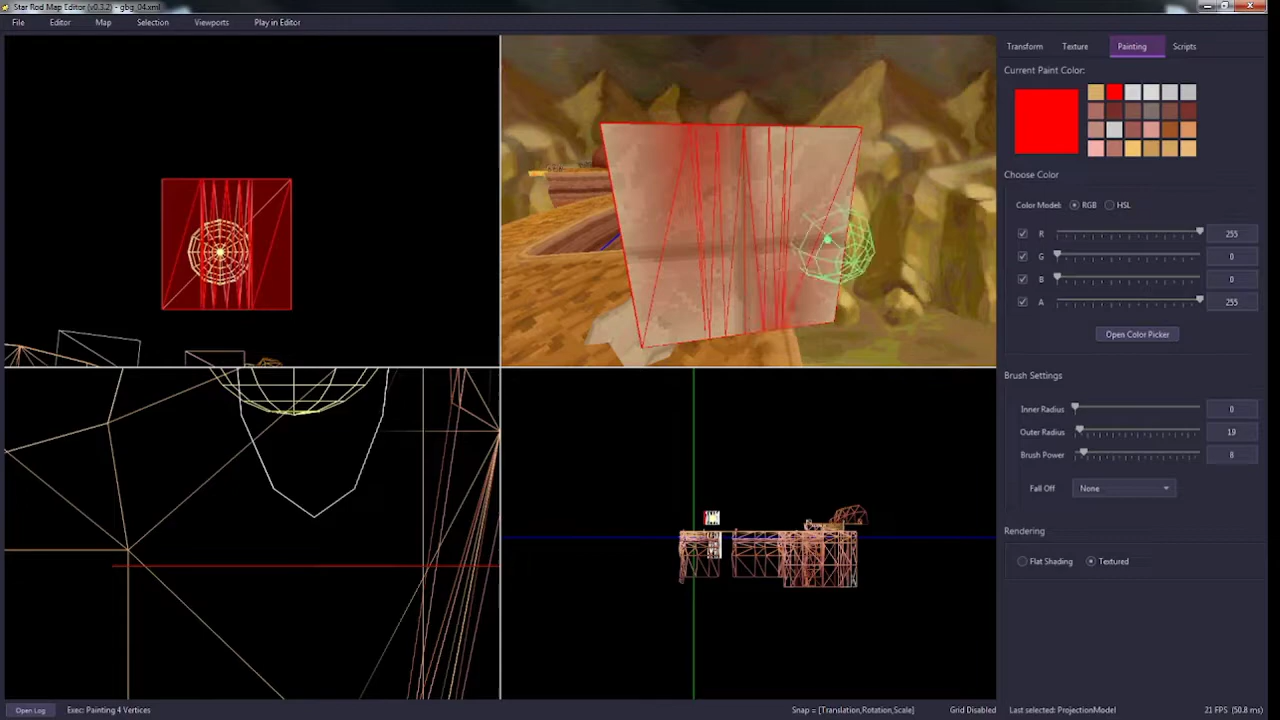 Star Rod Map Editor (v0.3.2) - gbg_04.xml
File Editor Map Selection Viewports Play in Editor
Transform Texture Painting Scripts
Current Paint Color:
Choose Color
Color Model: RGB HSL
R 255
G 0
B 0
A 255
Open Color Picker
Brush Settings
Inner Radius 0
Outer Radius 19
Brush Power 8
Fall Off None
Rendering
Flat Shading Textured
Open Log Exec: Painting 4 Vertices Snap = [Translation,Rotation,Scale] Grid Disabled Last selected: ProjectionModel 21 FPS (50.8 ms)